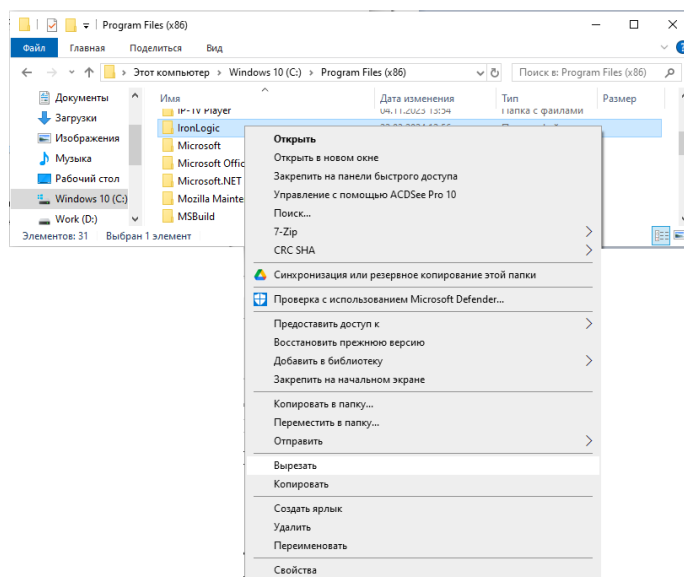 Program Files (x86)
Файл Главная Поделиться Вид
Этот компьютер > Windows 10 (C:) > Program Files (x86)
Поиск в: Program Files (x86)
Имя Дата изменения Тип Размер
Документы
Загрузки
Изображения
Музыка
Рабочий стол
Windows 10 (C:)
Work (D:)
IP-TV Player 04.11.2023 13:54 Папка с файлами
IronLogic
Microsoft
Microsoft Offic
Microsoft.NET
Mozilla Mainte
MSBuild
Элементов: 31 Выбран 1 элемент
Открыть
Открыть в новом окне
Закрепить на панели быстрого доступа
Управление с помощью ACDSee Pro 10
Поиск...
7-Zip
CRC SHA
Синхронизация или резервное копирование этой папки
Проверка с использованием Microsoft Defender...
Предоставить доступ к
Восстановить прежнюю версию
Добавить в библиотеку
Закрепить на начальном экране
Копировать в папку...
Переместить в папку...
Отправить
Вырезать
Копировать
Создать ярлык
Удалить
Переименовать
Свойства